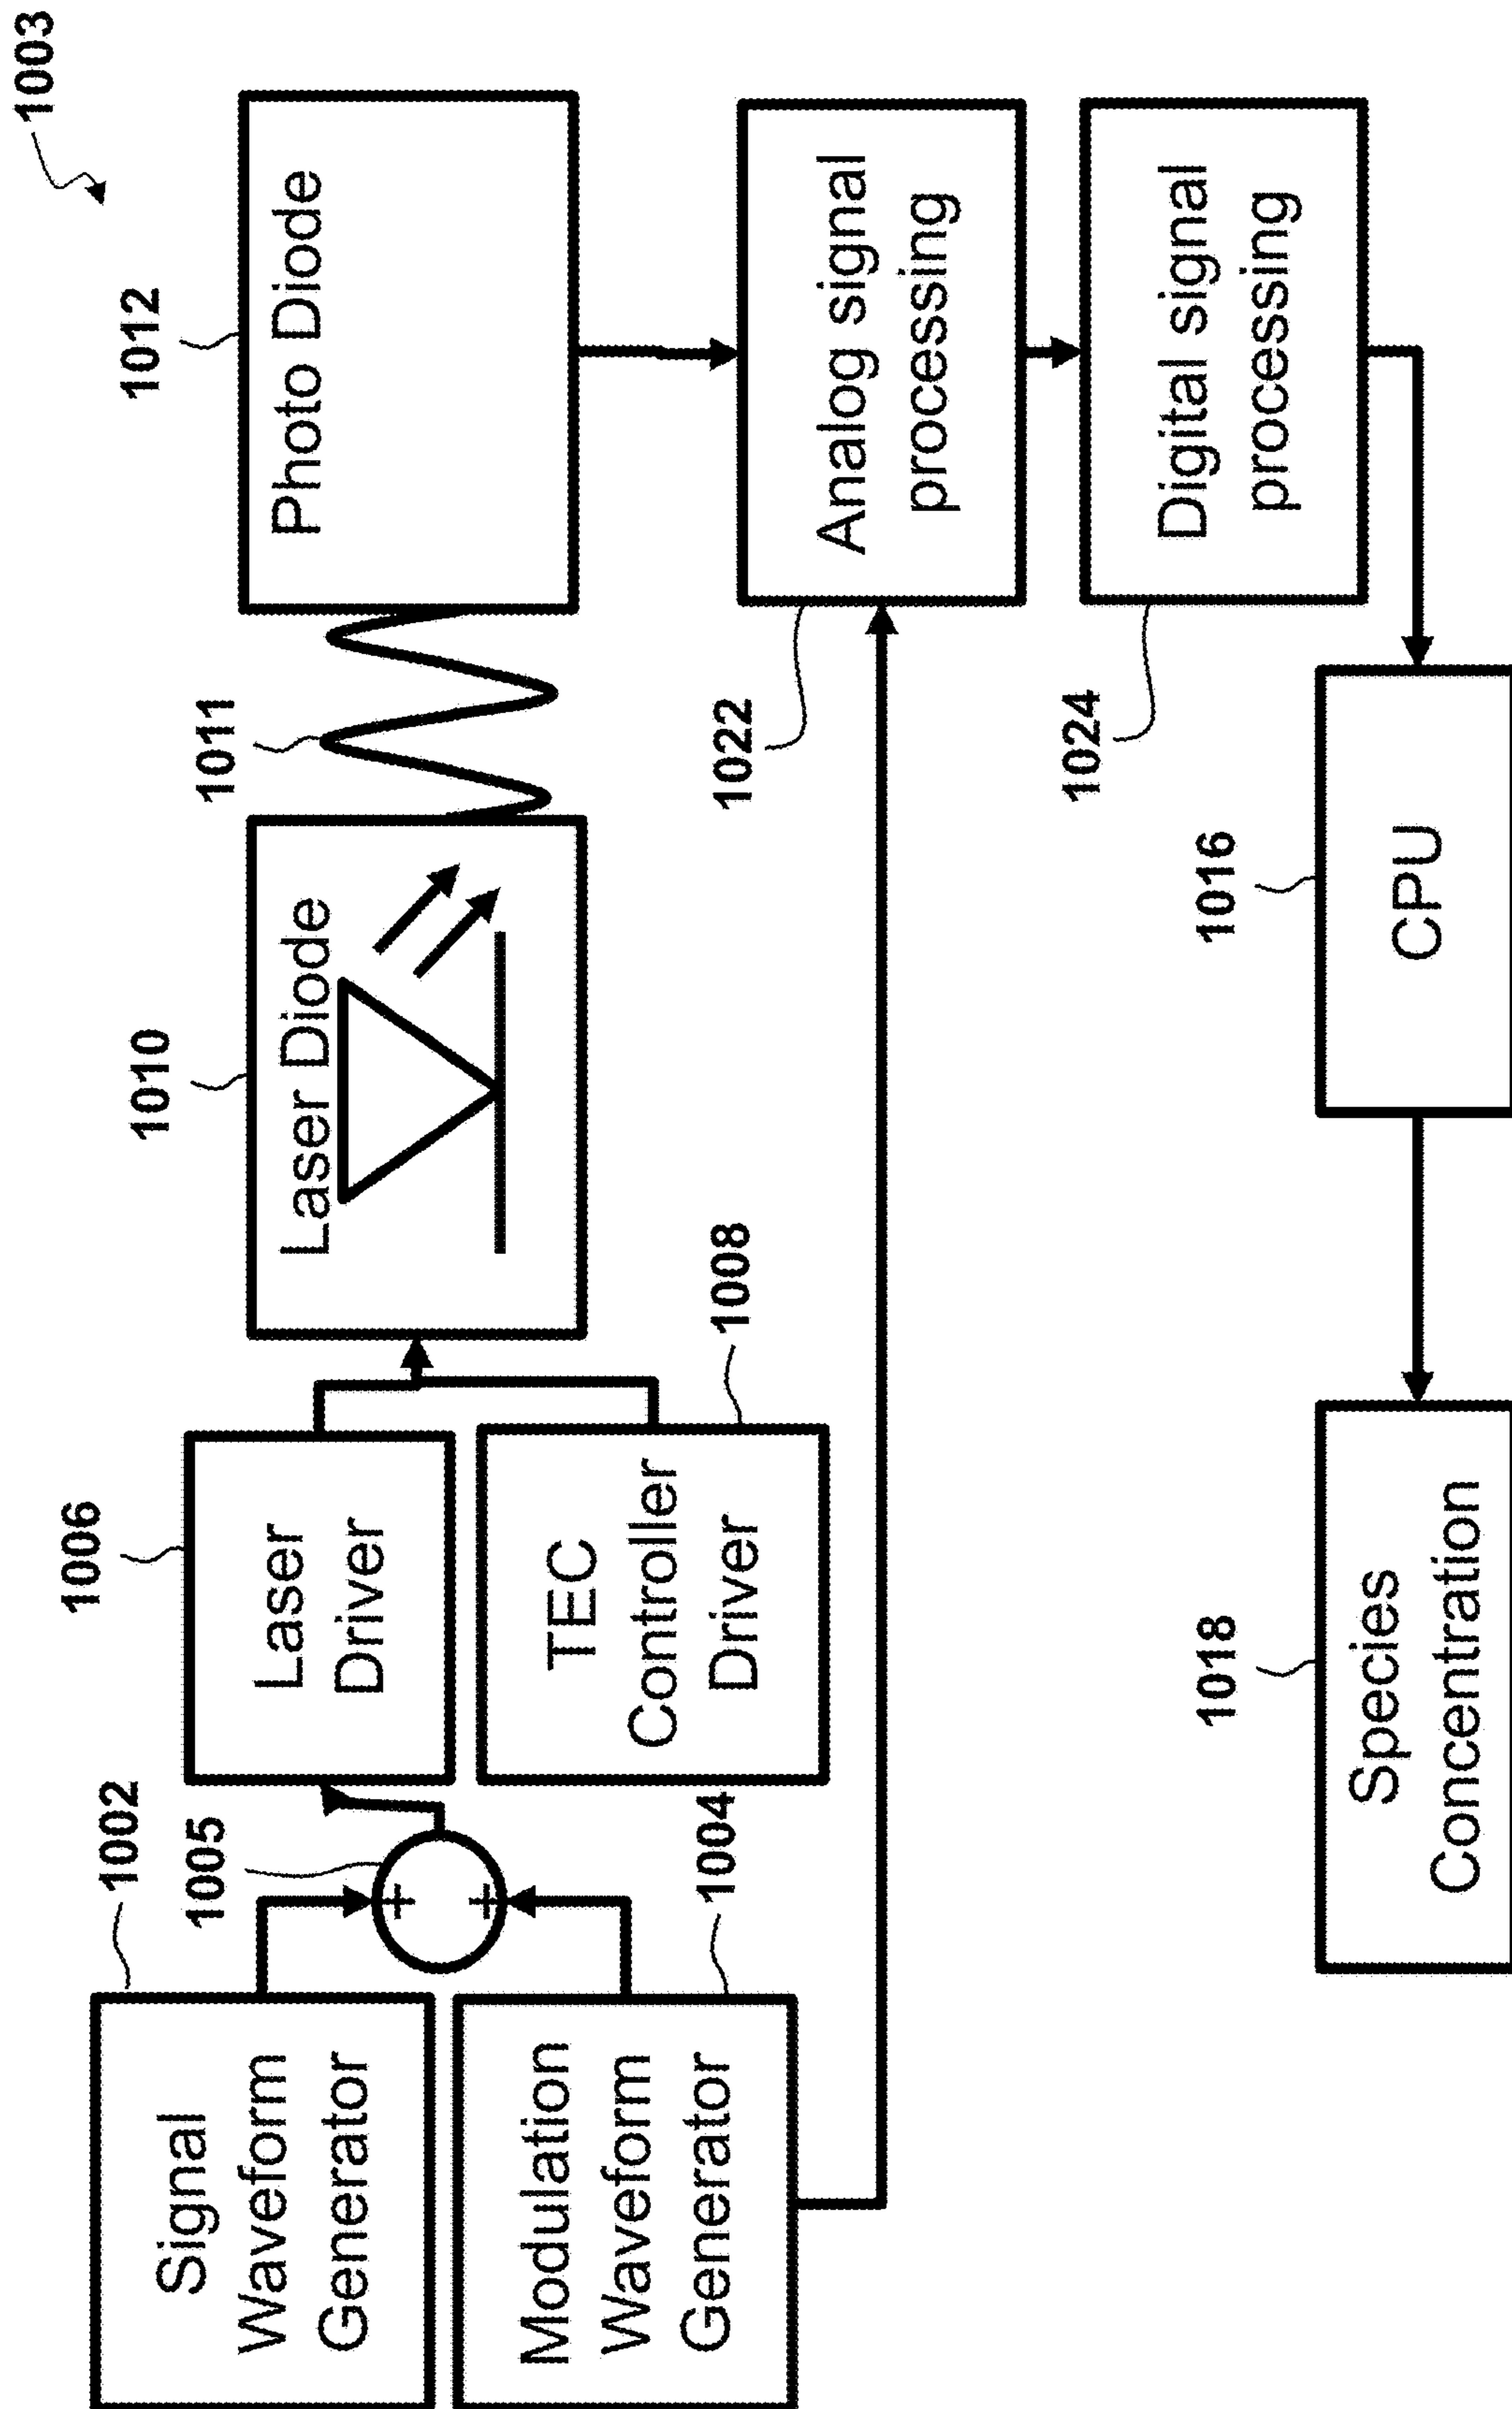 1003
1012
Photo Diode
1011
1010
Laser Diode
1006
Laser
Driver
1008
TEC
Controller
Driver
1002
Signal
Waveform
Generator
1005
+
+
1004
Modulation
Waveform
Generator
1022
Analog signal
processing
1024
Digital signal
processing
1016
CPU
1018
Species
Concentration